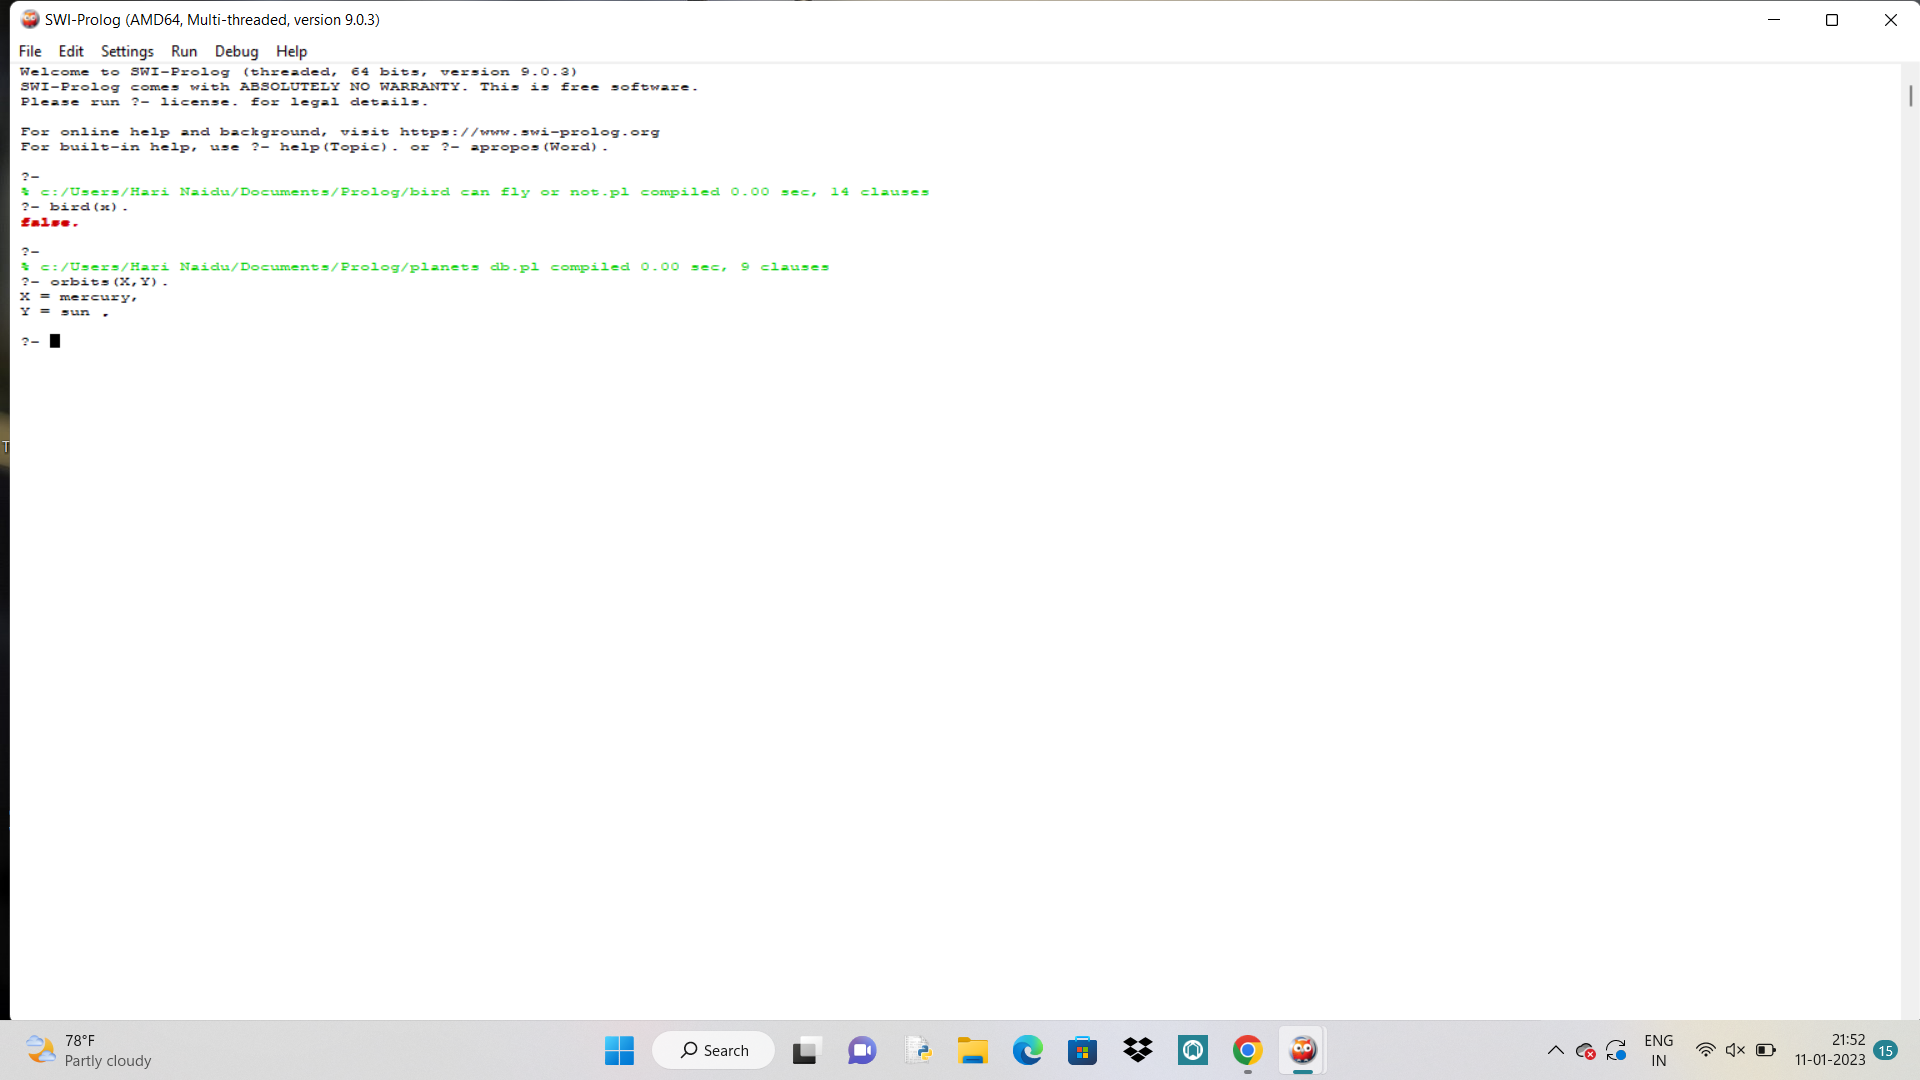 SWI-Prolog (AMD64, Multi-threaded, version 9.0.3)
File Edit Settings Run Debug Help
Welcome to SWI-Prolog (threaded, 64 bits, version 9.0.3)
SWI-Prolog comes with ABSOLUTELY NO WARRANTY. This is free software.
Please run ?- license. for legal details.
For online help and background, visit https://www.swi-prolog.org
For built-in help, use ?- help(Topic). or ?- apropos(Word).
?-
% c:/Users/Hari Naidu/Documents/Prolog/bird can fly or not.pl compiled 0.00 sec, 14 clauses
?- bird(x).
false.
?-
% c:/Users/Hari Naidu/Documents/Prolog/planets db.pl compiled 0.00 sec, 9 clauses
?- orbits(X,Y).
X = mercury,
Y = sun .
?-
T
78°F
Partly cloudy
Search
ENG
IN
21:52
11-01-2023
15